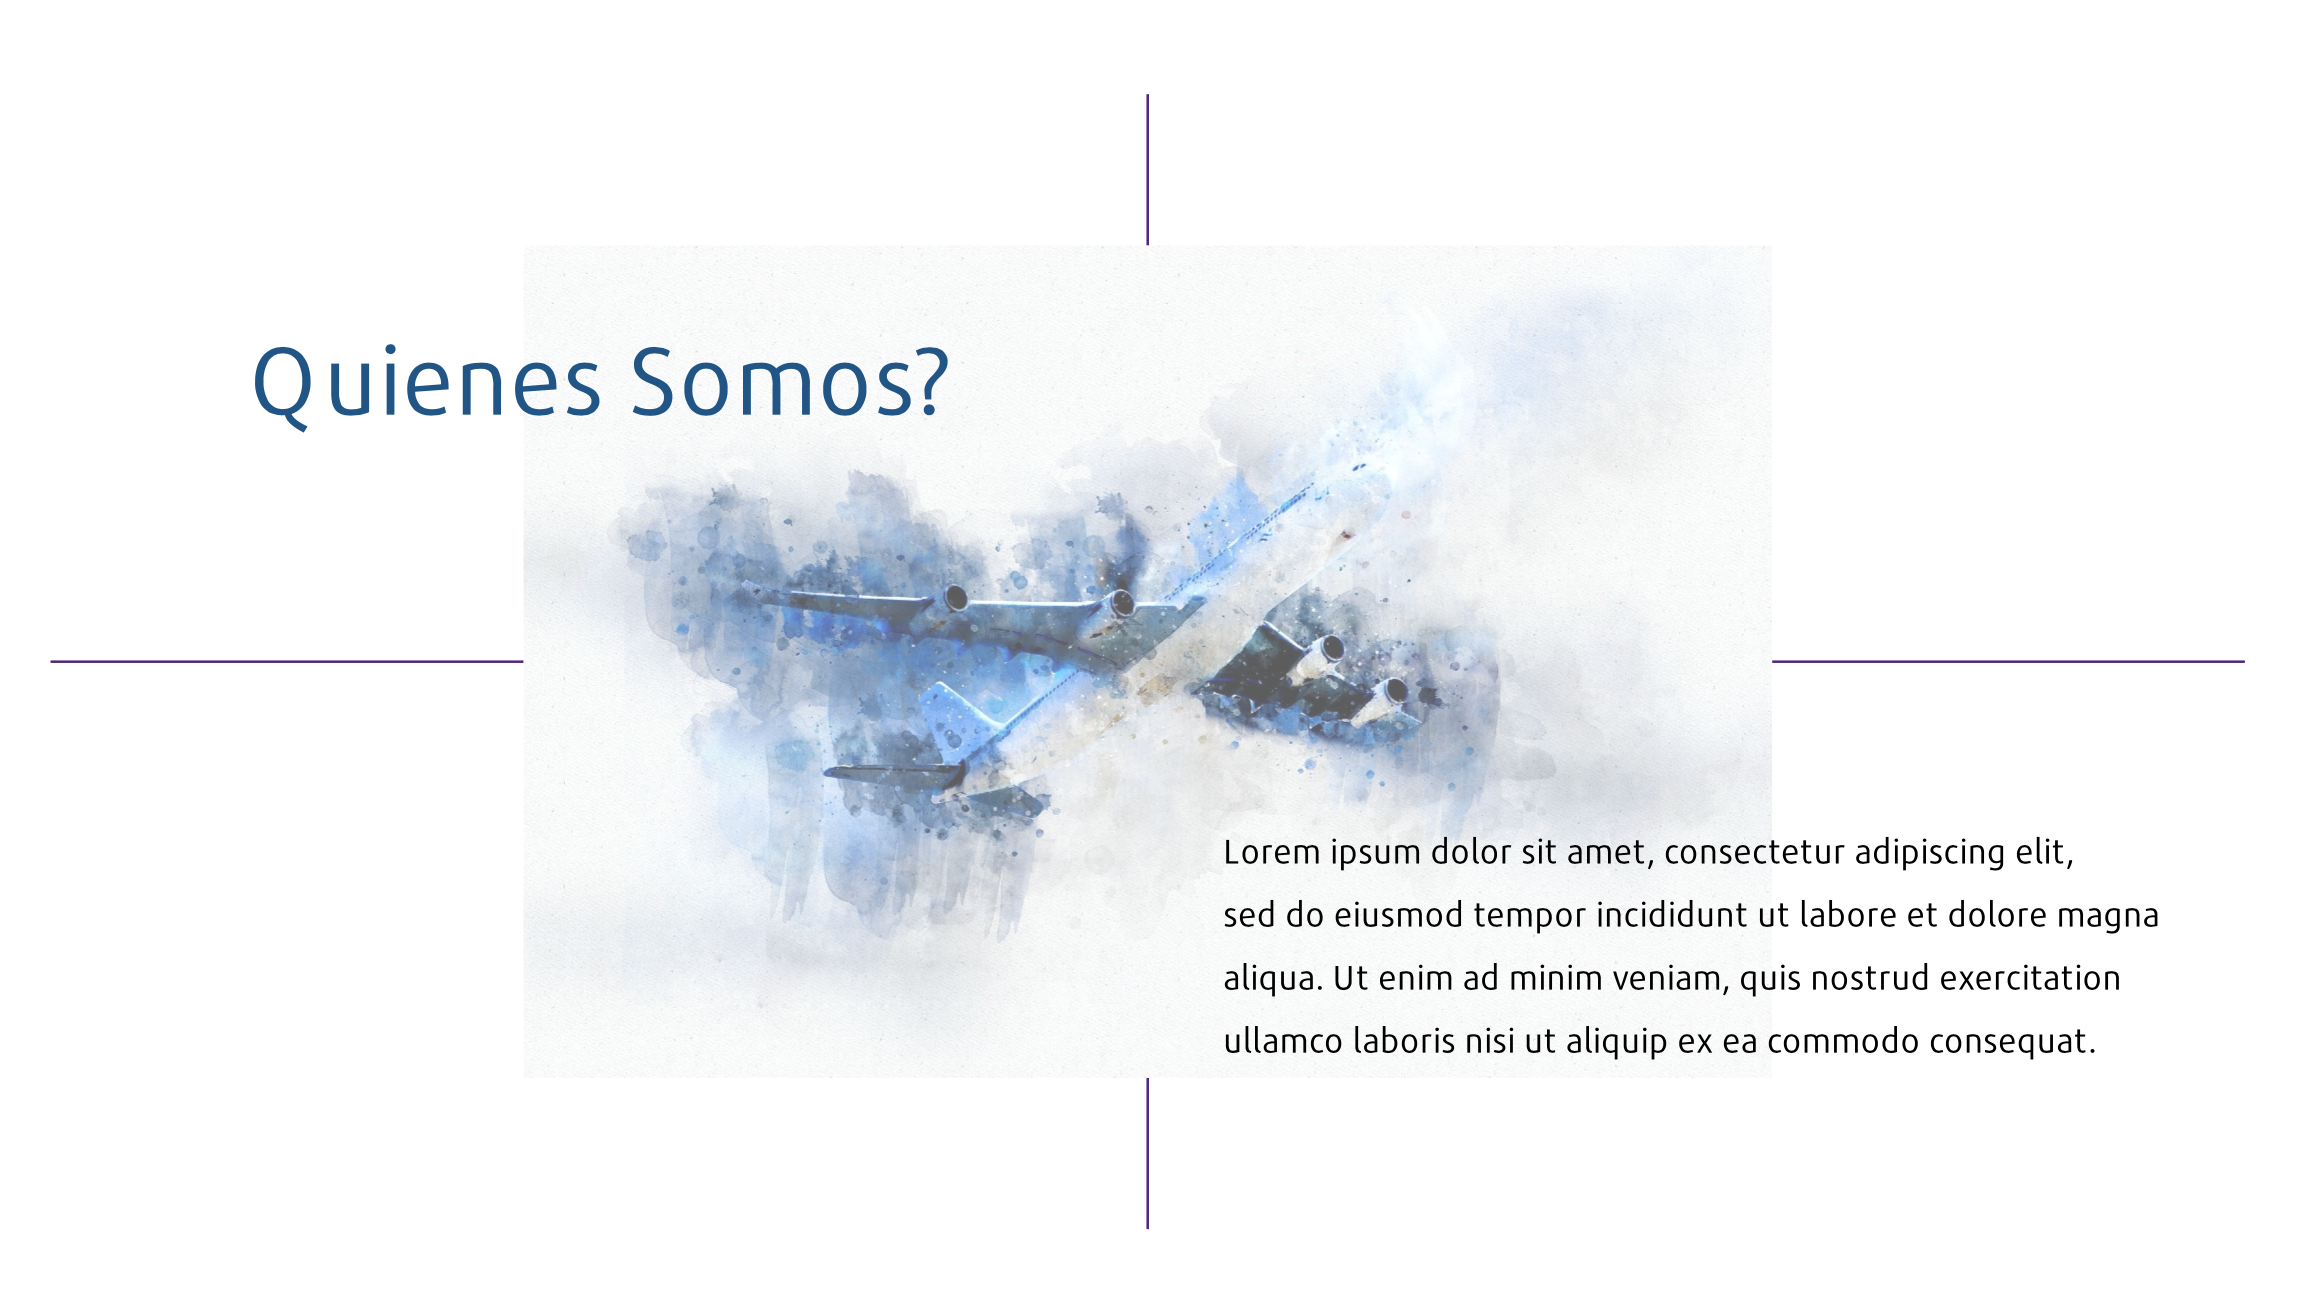 Quienes Somos?
Lorem ipsum dolor sit amet, consectetur adipiscing elit,
sed do eiusmod tempor incididunt ut labore et dolore magna
aliqua. Ut enim ad minim veniam, quis nostrud exercitation
ullamco laboris nisi ut aliquip ex ea commodo consequat.